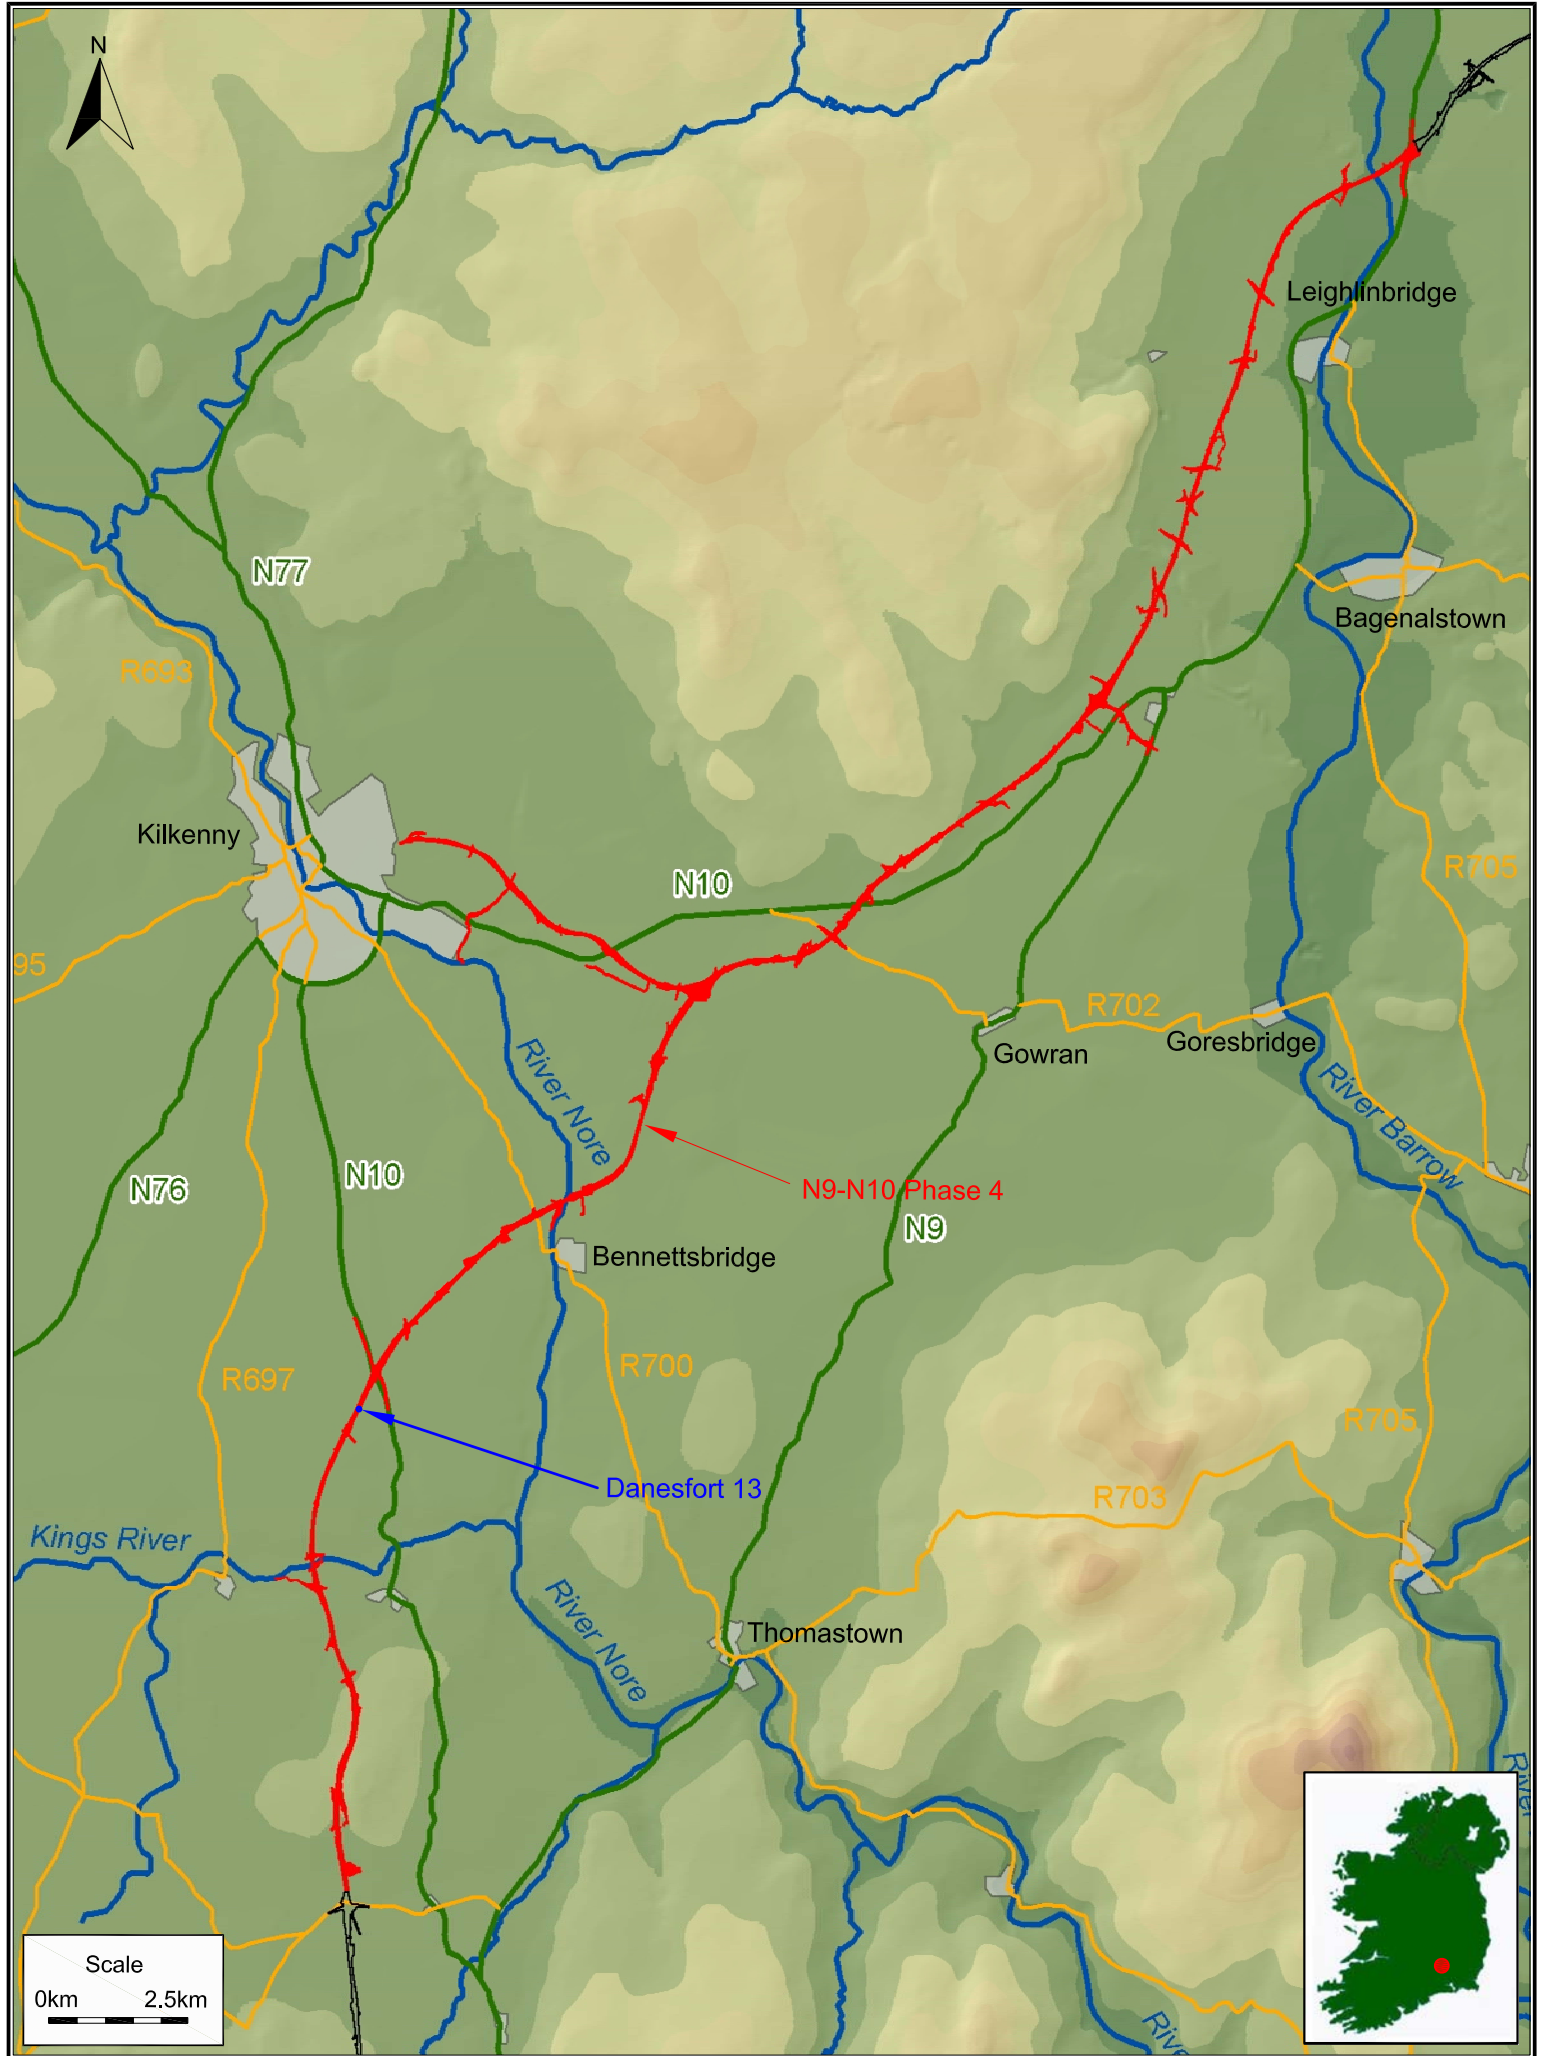 N
Leighlinbridge
N77
Bagenalstown
R693
Kilkenny
R705
N10
95
R702
Gowran
Goresbridge
River Nore
River Barrow
N76
N10
N9-N10 Phase 4
N9
Bennettsbridge
R700
R697
R705
Danesfort 13
R703
Kings River
River Nore
Thomastown
River
Scale
0km 2.5km
Rive